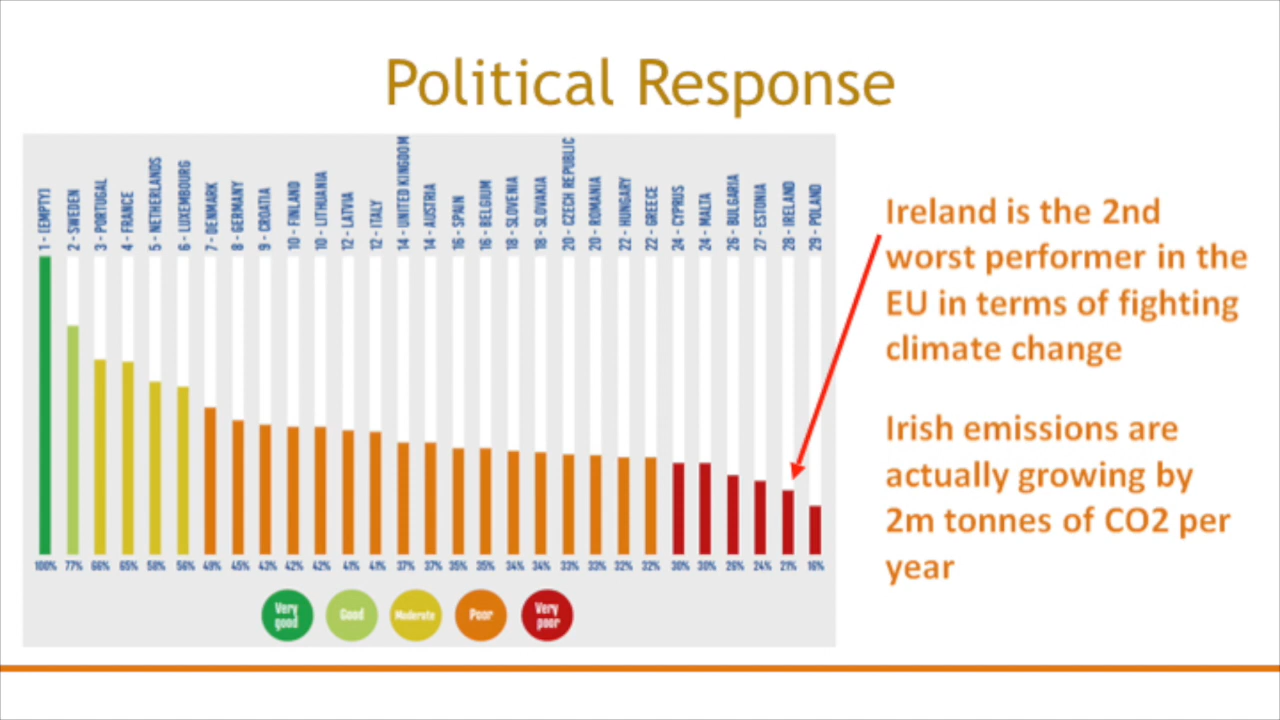 Political Response
1 - [EMPTY]
2 - SWEDEN
3 - PORTUGAL
4 - FRANCE
5 - NETHERLANDS
6 - LUXEMBOURG
7 - DENMARK
8 - GERMANY
9 - CROATIA
10 - FINLAND
10 - LITHUANIA
12 - LATVIA
12 - ITALY
14 - UNITED KINGDOM
14 - AUSTRIA
16 - SPAIN
16 - BELGIUM
18 - SLOVENIA
18 - SLOVAKIA
20 - CZECH REPUBLIC
20 - ROMANIA
22 - HUNGARY
22 - GREECE
24 - CYPRUS
24 - MALTA
26 - BULGARIA
27 - ESTONIA
28 - IRELAND
29 - POLAND
100% 77% 66% 65% 58% 56% 49% 45% 43% 42% 42% 41% 41% 37% 37% 35% 35% 34% 34% 33% 33% 32% 32% 30% 30% 26% 24% 21% 16%
Very
good
Good
Moderate
Poor
Very
poor
Ireland is the 2nd
worst performer in the
EU in terms of fighting
climate change
Irish emissions are
actually growing by
2m tonnes of CO2 per
year